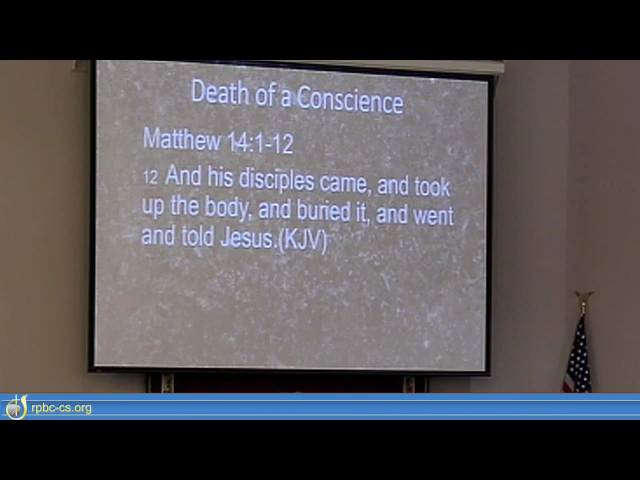 Death of a Conscience
Matthew 14:1-12
12 And his disciples came, and took
up the body, and buried it, and went
and told Jesus.(KJV)
rpbc-cs.org